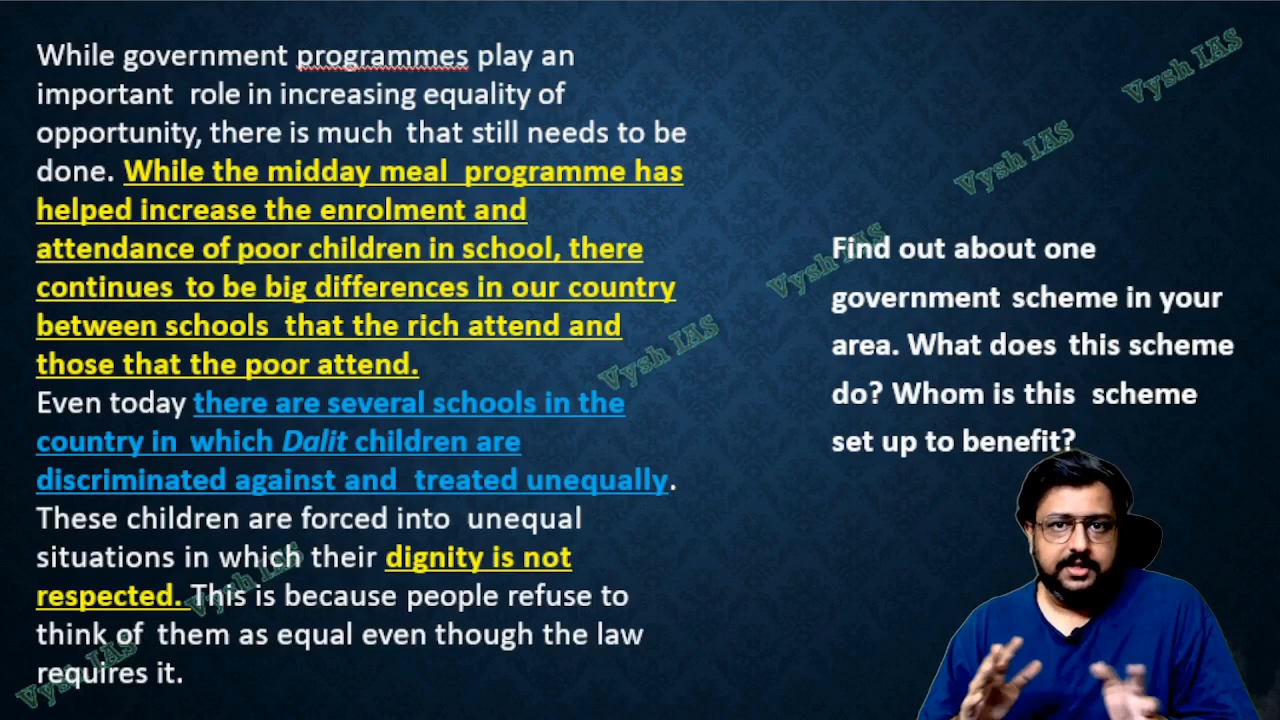 While government programmes play an
important role in increasing equality of
opportunity, there is much that still needs to be
done. While the midday meal programme has
helped increase the enrolment and
attendance of poor children in school, there
continues to be big differences in our country
between schools that the rich attend and
those that the poor attend.
Even today there are several schools in the
country in which Dalit children are
discriminated against and treated unequally.
These children are forced into unequal
situations in which their dignity is not
respected. This is because people refuse to
think of them as equal even though the law
requires it.
Find out about one
government scheme in your
area. What does this scheme
do? Whom is this scheme
set up to benefit?
Vysh IAS
Vysh IAS
Vysh IAS
Vysh IAS
Vysh IAS
Vysh IAS